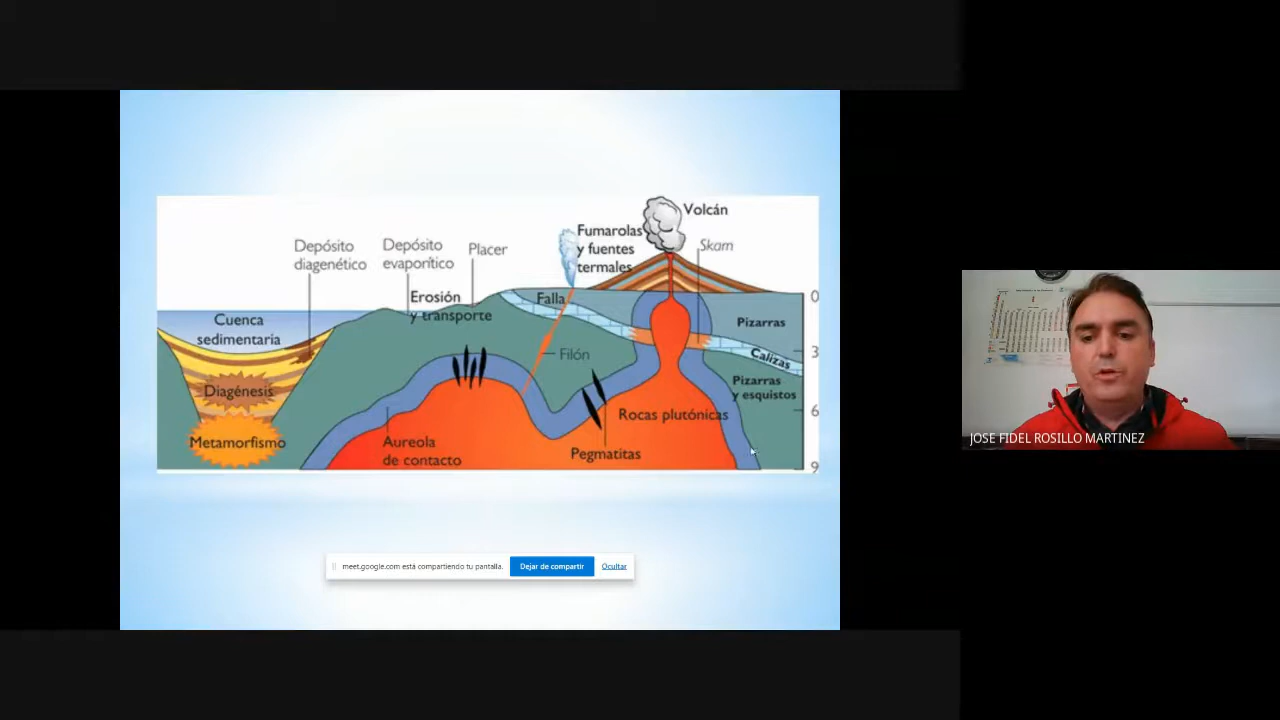 Volcán
Fumarolas
y fuentes
termales
Skarn
Depósito
diagenético
Depósito
evaporítico
Placer
Erosión
y transporte
Falla
0
Cuenca
sedimentaria
Pizarras
Filón
3
Calizas
Diagénesis
Pizarras
y esquistos
6
Rocas plutónicas
Metamorfismo
Aureola
de contacto
Pegmatitas
9
JOSE FIDEL ROSILLO MARTINEZ
meet.google.com está compartiendo tu pantalla.
Dejar de compartir
Ocultar